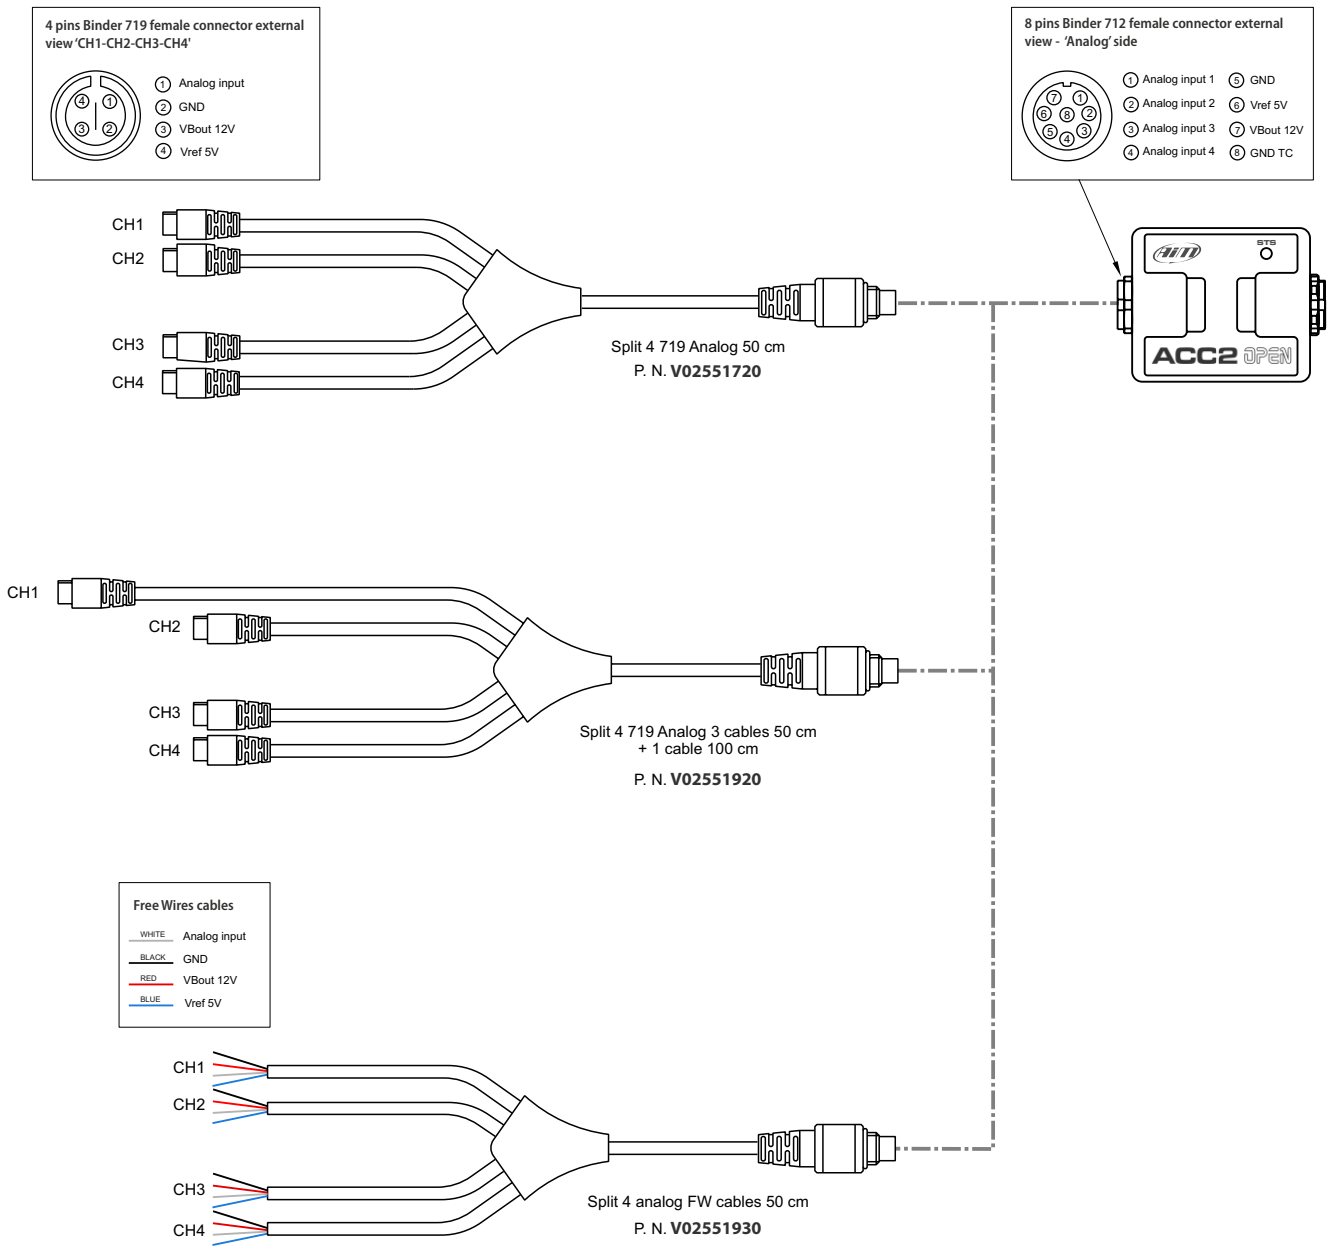 4 pins Binder 719 female connector external
view ‘CH1-CH2-CH3-CH4'
4
1
3
2
1 Analog input
2 GND
3 VBout 12V
4 Vref 5V
8 pins Binder 712 female connector external
view - ‘Analog’ side
7
1
6
8
2
5
3
4
1 Analog input 1
2 Analog input 2
3 Analog input 3
4 Analog input 4
5 GND
6 Vref 5V
7 VBout 12V
8 GND TC
CH1
CH2
CH3
CH4
Split 4 719 Analog 50 cm
P. N. V02551720
AiM
STS
ACC2 OPEN
CH1
CH2
CH3
CH4
Split 4 719 Analog 3 cables 50 cm
+ 1 cable 100 cm
P. N. V02551920
Free Wires cables
WHITE Analog input
BLACK GND
RED VBout 12V
BLUE Vref 5V
CH1
CH2
CH3
CH4
Split 4 analog FW cables 50 cm
P. N. V02551930